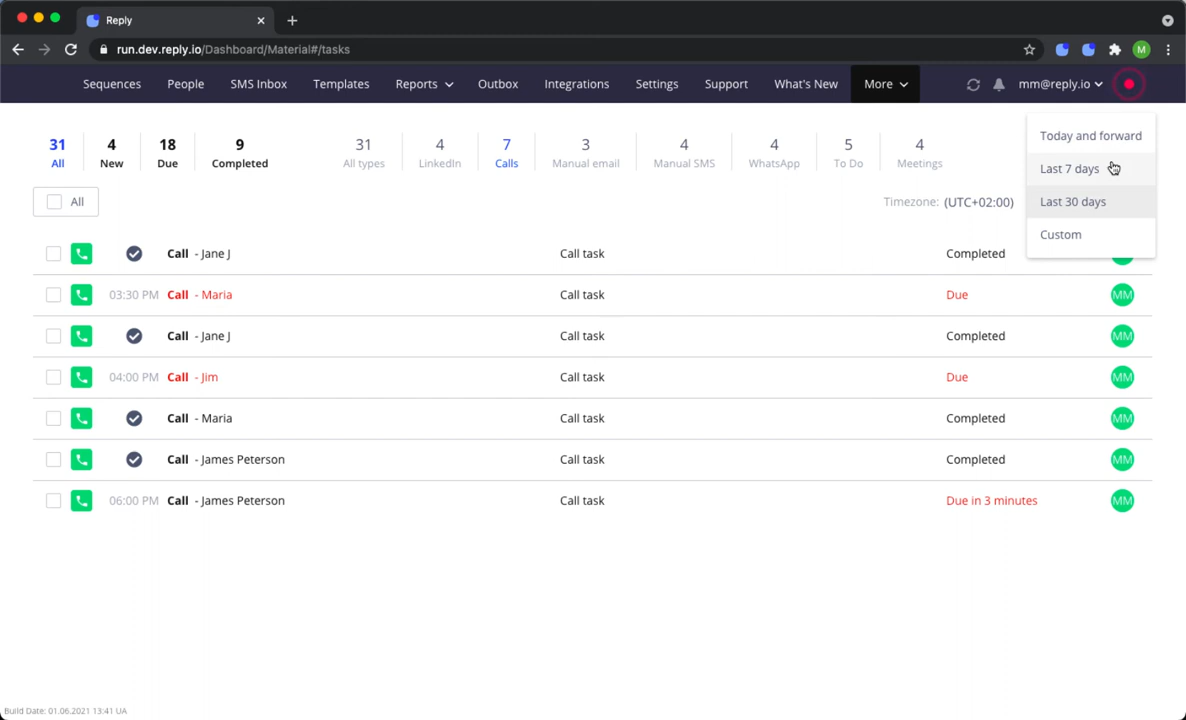 Reply
run.dev.reply.io/Dashboard/Material#/tasks
M
Sequences People SMS Inbox Templates Reports Outbox Integrations Settings Support What's New More mm@reply.io
31 4 18 9 31 4 7 3 4 4 5 4
All New Due Completed All types LinkedIn Calls Manual email Manual SMS WhatsApp To Do Meetings
Today and forward
Last 7 days
Last 30 days
Custom
All Timezone: (UTC+02:00)
Call - Jane J Call task Completed
03:30 PM Call - Maria Call task Due MM
Call - Jane J Call task Completed MM
04:00 PM Call - Jim Call task Due MM
Call - Maria Call task Completed MM
Call - James Peterson Call task Completed MM
06:00 PM Call - James Peterson Call task Due in 3 minutes MM
Build Date: 01.06.2021 13:41 UA